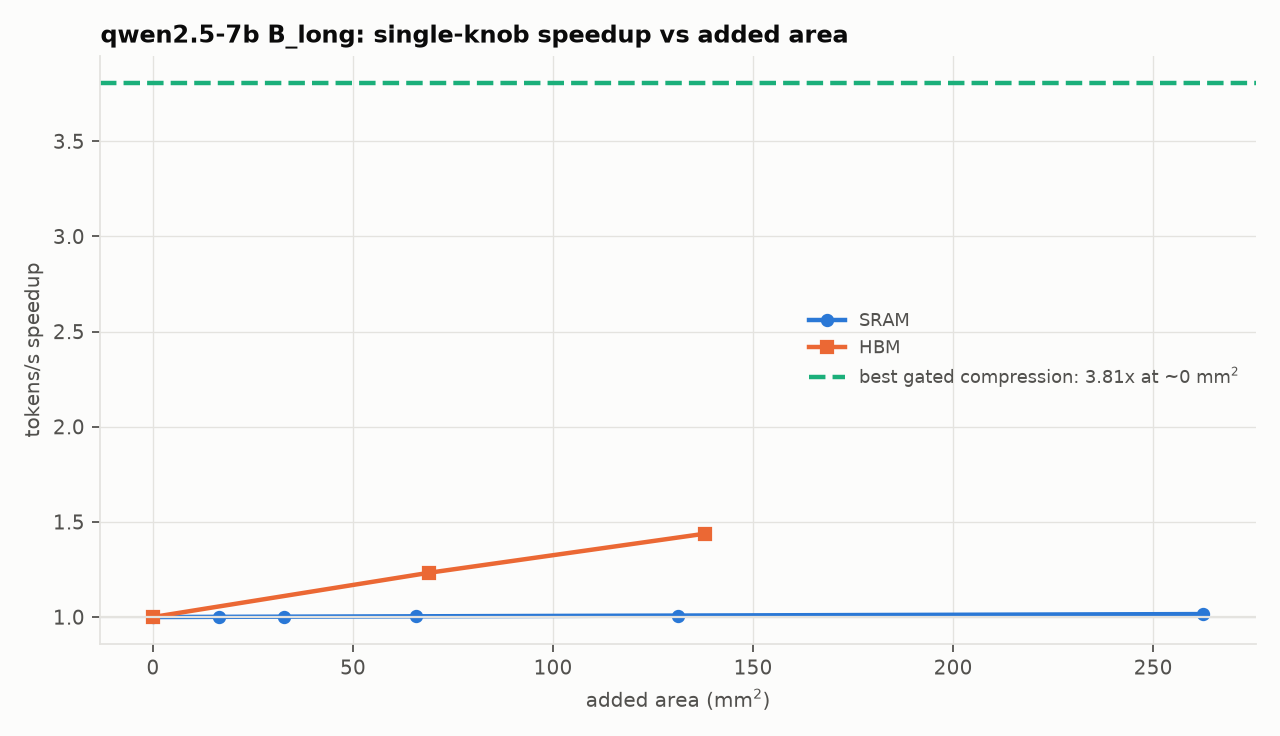 qwen2.5-7b B_long: single-knob speedup vs added area
3.5
3.0
2.5
2.0
1.5
1.0
tokens/s speedup
SRAM
HBM
best gated compression: 3.81x at ~0 mm²
0 50 100 150 200 250
added area (mm²)